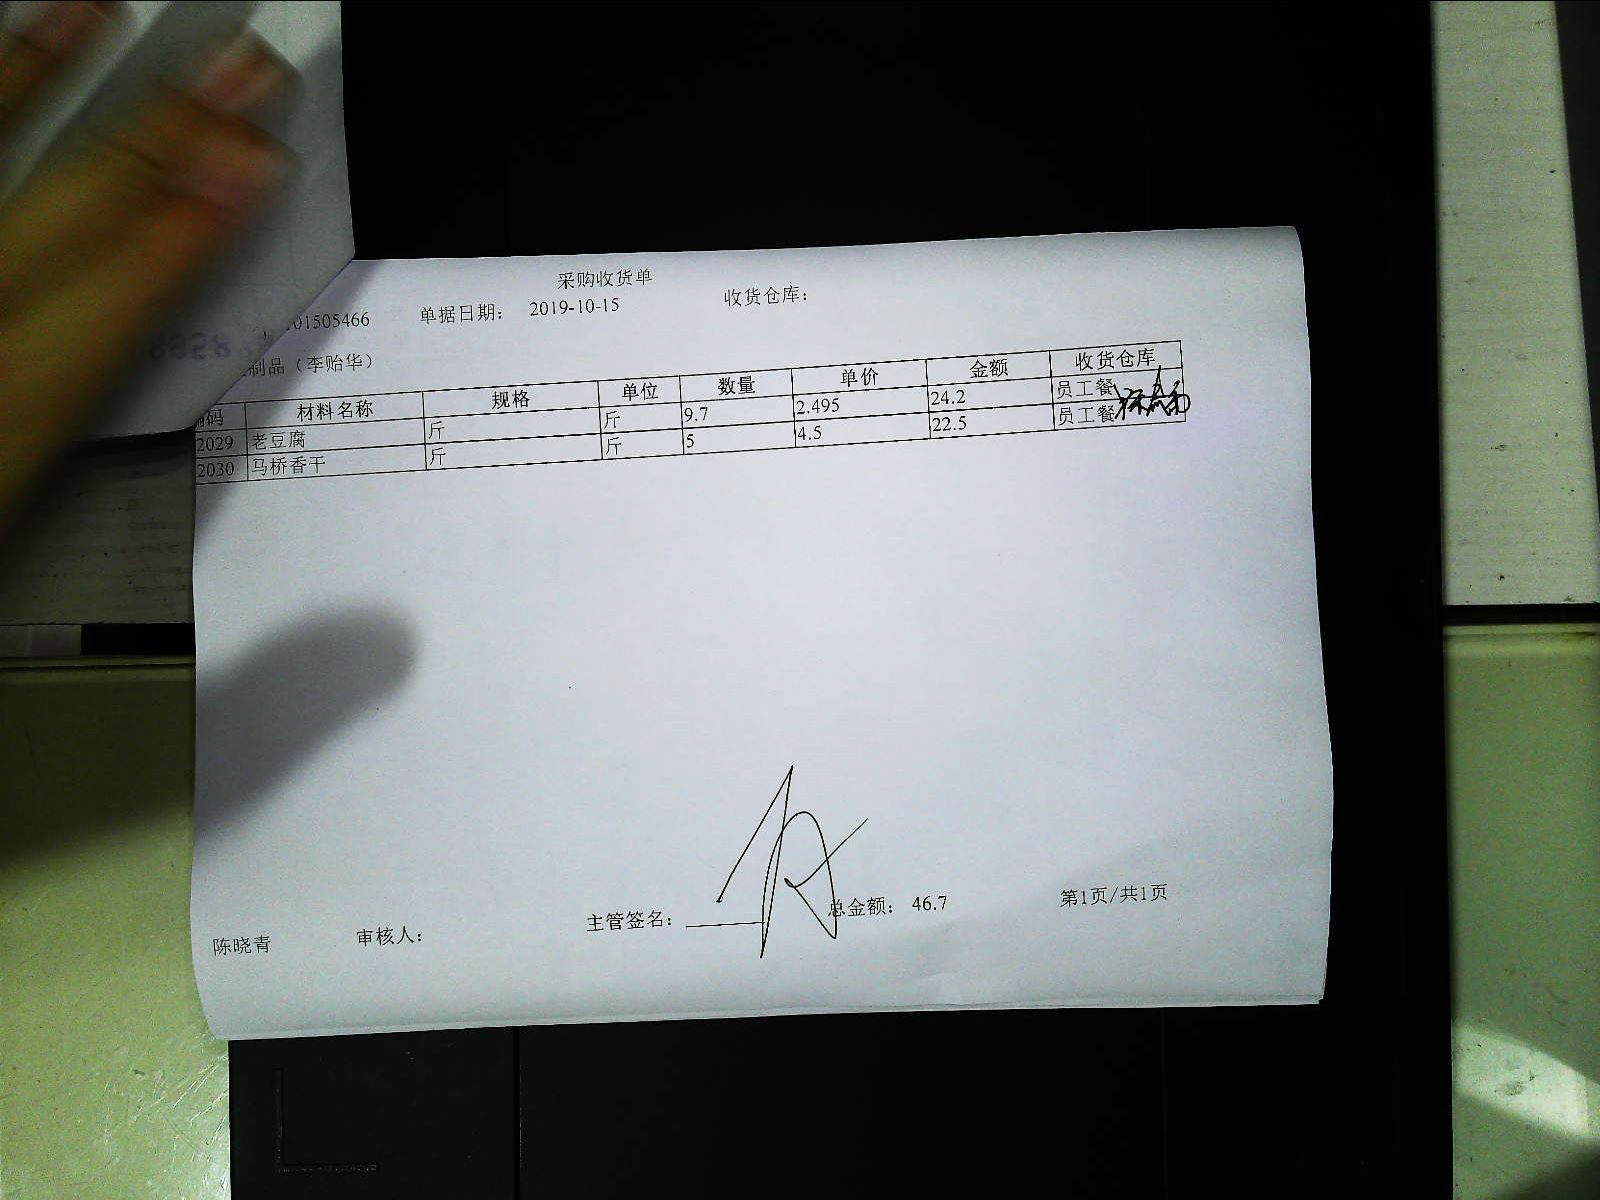 采购收货单
01505466 单据日期: 2019-10-15 收货仓库:
制品（李贻华）
编码 材料名称 规格 单位 数量 单价 金额 收货仓库
2029 老豆腐 斤 斤 9.7 2.495 24.2 员工餐
2030 马桥香干 斤 斤 5 4.5 22.5 员工餐
陈晓青 审核人: 主管签名: 总金额: 46.7 第1页/共1页